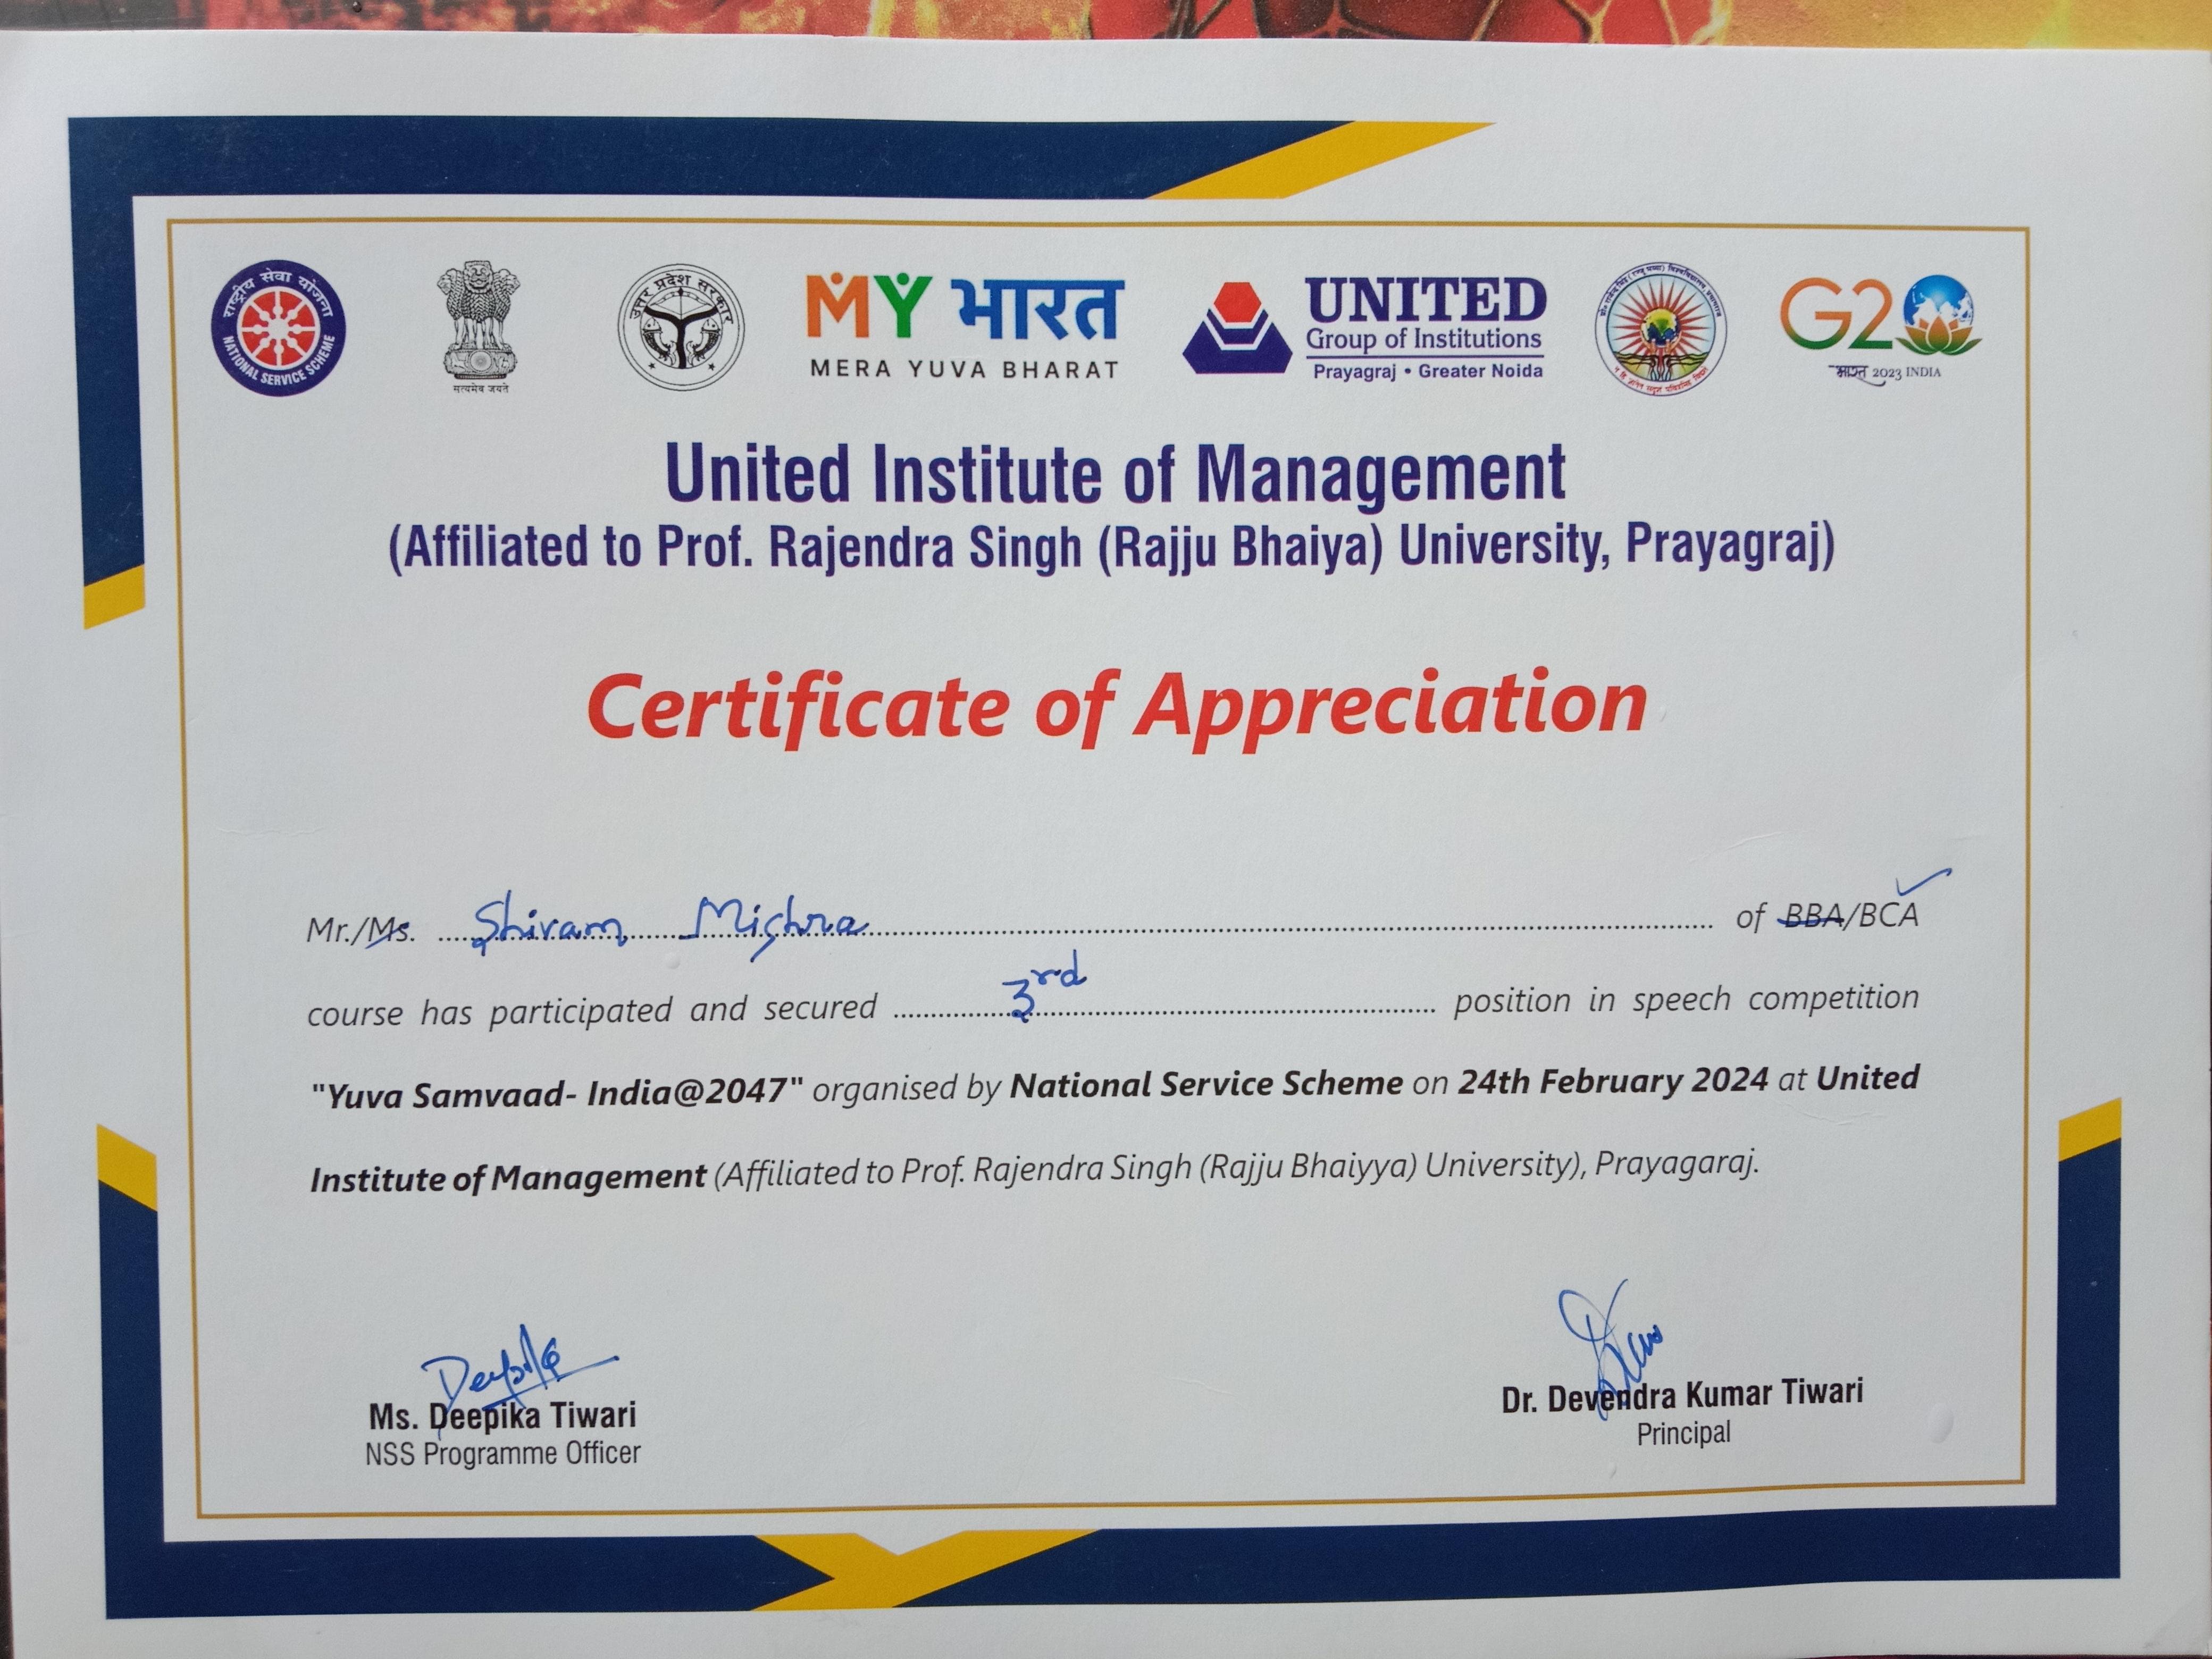 राष्ट्रीय सेवा योजना
NATIONAL SERVICE SCHEME
सत्यमेव जयते
उत्तर प्रदेश सरकार
MY भारत
MERA YUVA BHARAT
UNITED
Group of Institutions
Prayagraj • Greater Noida
G20
भारत 2023 INDIA
United Institute of Management
(Affiliated to Prof. Rajendra Singh (Rajju Bhaiya) University, Prayagraj)
Certificate of Appreciation
Mr./Ms. Shivam Mishra of BBA/BCA
course has participated and secured 3rd position in speech competition
"Yuva Samvaad- India@2047" organised by National Service Scheme on 24th February 2024 at United
Institute of Management (Affiliated to Prof. Rajendra Singh (Rajju Bhaiyya) University), Prayagaraj.
Deepika
Ms. Deepika Tiwari
NSS Programme Officer
Dr. Devendra Kumar Tiwari
Principal